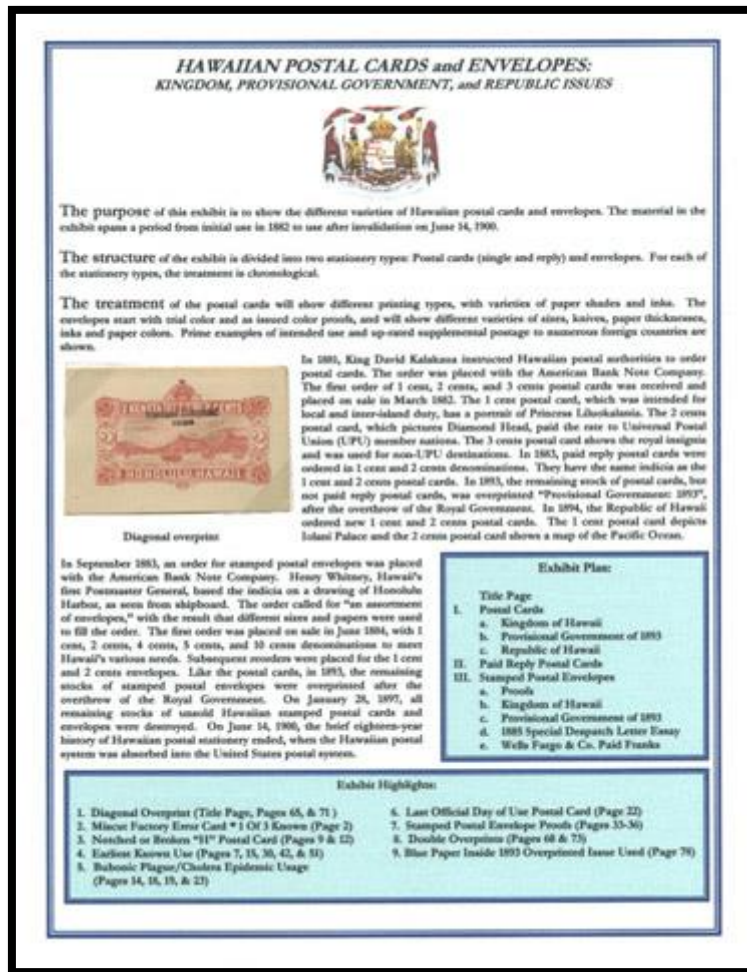 HAWAIIAN POSTAL CARDS and ENVELOPES:
KINGDOM, PROVISIONAL GOVERNMENT, and REPUBLIC ISSUES
The purpose of this exhibit is to show the different varieties of Hawaiian postal cards and envelopes. The material in the
exhibit spans a period from initial use in 1882 to use after invalidation on June 14, 1900.
The structure of the exhibit is divided into two stationery types: Postal cards (single and reply) and envelopes. For each of
the stationery types, the treatment is chronological.
The treatment of the postal cards will show different printing types, with varieties of paper shades and inks. The
envelopes start with trial color and as issued color proofs, and will show different varieties of sizes, knives, paper thicknesses,
inks and paper colors. Prime examples of intended use and up-rated supplemental postage to numerous foreign countries are
shown.
In 1881, King David Kalakaua instructed Hawaiian postal authorities to order
postal cards. The order was placed with the American Bank Note Company.
The first order of 1 cent, 2 cents, and 3 cents postal cards was received and
placed on sale in March 1882. The 1 cent postal card, which was intended for
local and inter-island duty, has a portrait of Princess Liluokalania. The 2 cents
postal card, which pictures Diamond Head, paid the rate to Universal Postal
Union (UPU) member nations. The 3 cents postal card shows the royal insignia
and was used for non-UPU destinations. In 1883, paid reply postal cards were
ordered in 1 cent and 2 cents denominations. They have the same indicia as the
1 cent and 2 cents postal cards. In 1893, the remaining stock of postal cards, but
not paid reply postal cards, was overprinted "Provisional Government: 1893",
after the overthrow of the Royal Government. In 1894, the Republic of Hawaii
ordered new 1 cent and 2 cents postal cards. The 1 cent postal card depicts
Iolani Palace and the 2 cents postal card shows a map of the Pacific Ocean.
2 2
HONOLULU HAWAII
Diagonal overprint
In September 1883, an order for stamped postal envelopes was placed
with the American Bank Note Company. Henry Whitney, Hawaii's
first Postmaster General, based the indicia on a drawing of Honolulu
Harbor, as seen from shipboard. The order called for "an assortment
of envelopes," with the result that different sizes and papers were used
to fill the order. The first order was placed on sale in June 1884, with 1
cent, 2 cents, 4 cents, 5 cents, and 10 cents denominations to meet
Hawaii's various needs. Subsequent reorders were placed for the 1 cent
and 2 cents envelopes. Like the postal cards, in 1893, the remaining
stocks of stamped postal envelopes were overprinted after the
overthrow of the Royal Government. On January 28, 1897, all
remaining stocks of unsold Hawaiian stamped postal cards and
envelopes were destroyed. On June 14, 1900, the brief eighteen-year
history of Hawaiian postal stationery ended, when the Hawaiian postal
system was absorbed into the United States postal system.
Exhibit Plan:
Title Page
I. Postal Cards
a. Kingdom of Hawaii
b. Provisional Government of 1893
c. Republic of Hawaii
II. Paid Reply Postal Cards
III. Stamped Postal Envelopes
a. Proofs
b. Kingdom of Hawaii
c. Provisional Government of 1893
d. 1885 Special Despatch Letter Essay
e. Wells Fargo & Co. Paid Franks
Exhibit Highlights:
1. Diagonal Overprint (Title Page, Pages 65, & 71 )
2. Miscut Factory Error Card * 1 Of 3 Known (Page 2)
3. Notched or Broken "H" Postal Card (Pages 9 & 12)
4. Earliest Known Use (Pages 7, 15, 30, 42, & 51)
5. Bubonic Plague/Cholera Epidemic Usage
(Pages 14, 18, 19, & 23)
6. Last Official Day of Use Postal Card (Page 22)
7. Stamped Postal Envelope Proofs (Pages 33-36)
8. Double Overprints (Pages 68 & 73)
9. Blue Paper Inside 1893 Overprinted Issue Used (Page 78)